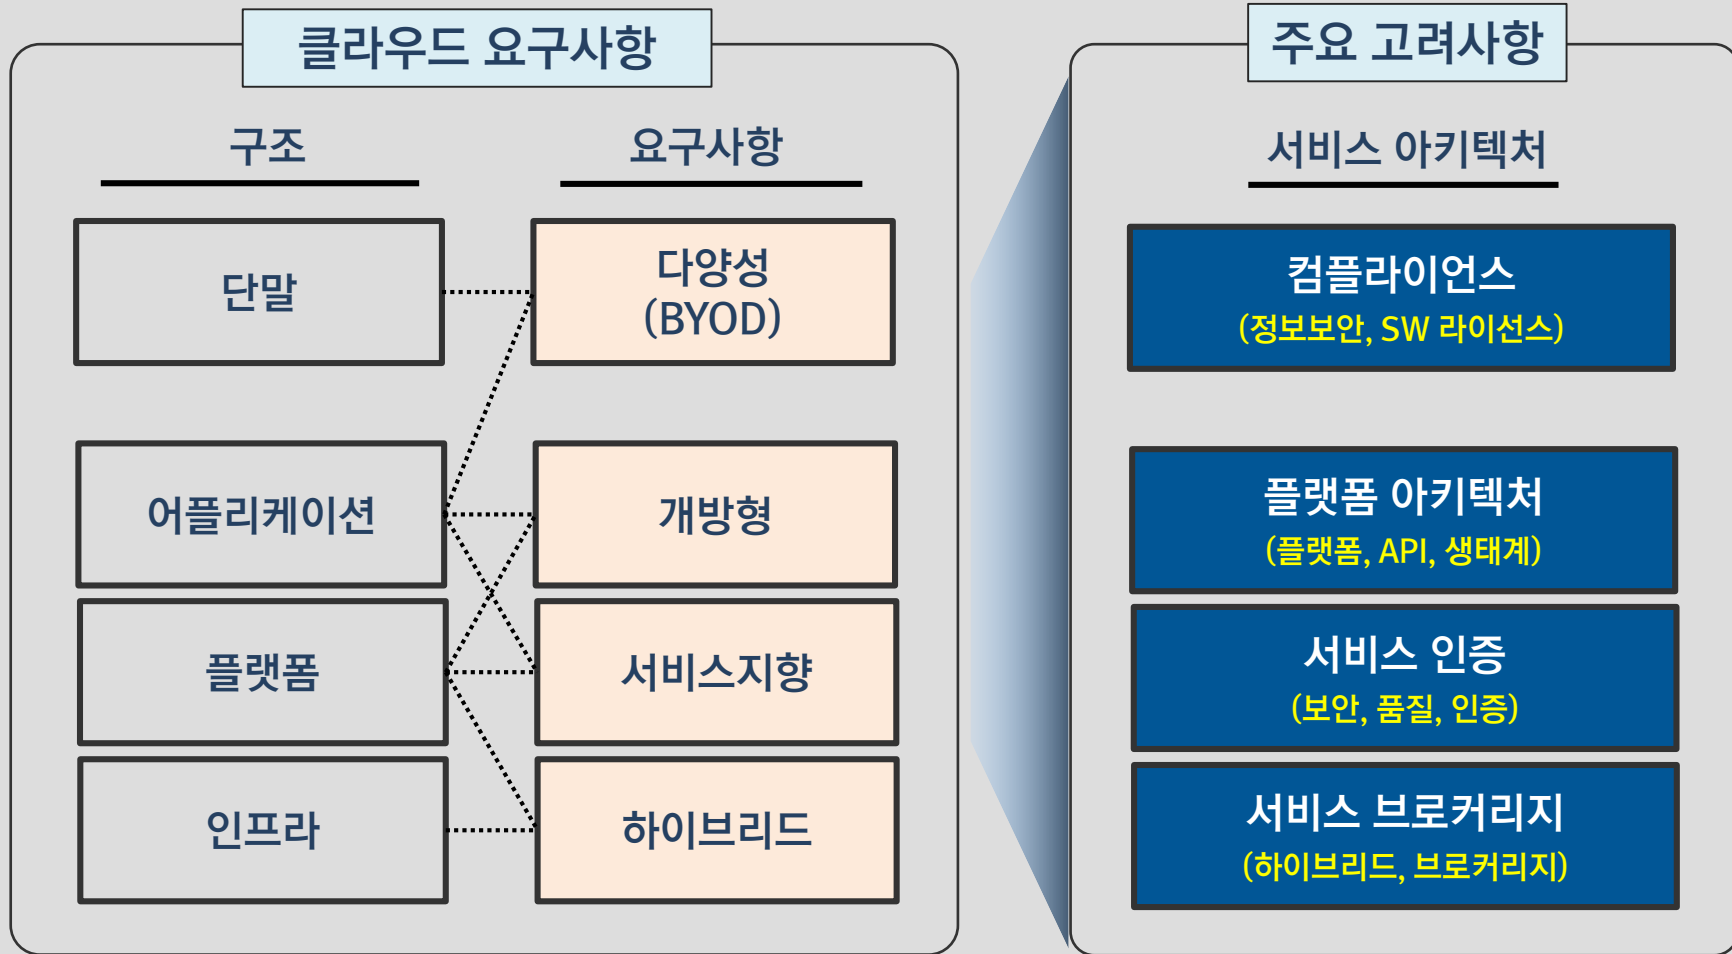 클라우드 요구사항
구조
요구사항
단말
다양성
(BYOD)
어플리케이션
개방형
플랫폼
서비스지향
인프라
하이브리드
주요 고려사항
서비스 아키텍처
컴플라이언스
(정보보안, SW 라이선스)
플랫폼 아키텍처
(플랫폼, API, 생태계)
서비스 인증
(보안, 품질, 인증)
서비스 브로커리지
(하이브리드, 브로커리지)